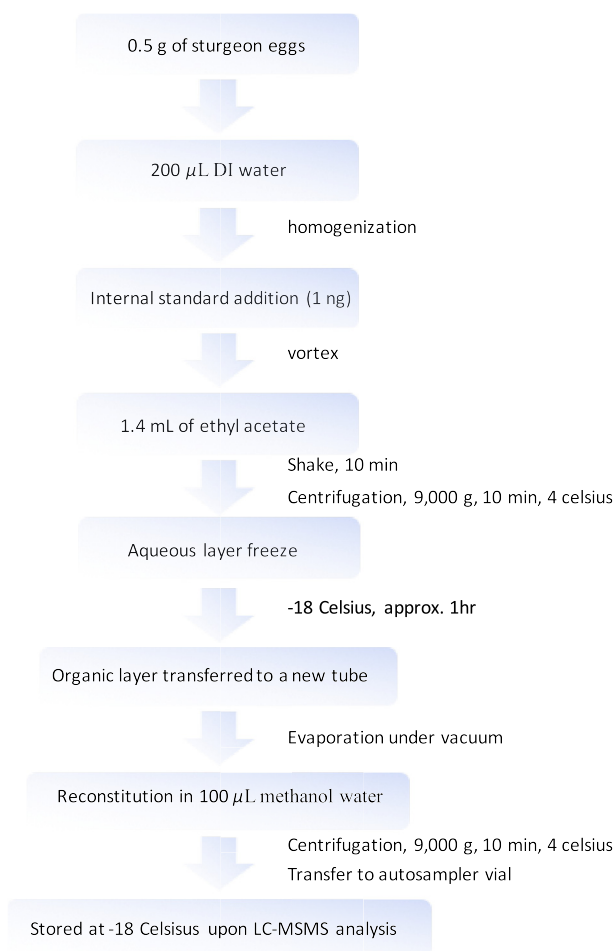 0.5 g of sturgeon eggs
200 μL DI water
homogenization
Internal standard addition (1 ng)
vortex
1.4 mL of ethyl acetate
Shake, 10 min
Centrifugation, 9,000 g, 10 min, 4 celsius
Aqueous layer freeze
-18 Celsius, approx. 1hr
Organic layer transferred to a new tube
Evaporation under vacuum
Reconstitution in 100 μL methanol water
Centrifugation, 9,000 g, 10 min, 4 celsius
Transfer to autosampler vial
Stored at -18 Celsisus upon LC-MSMS analysis